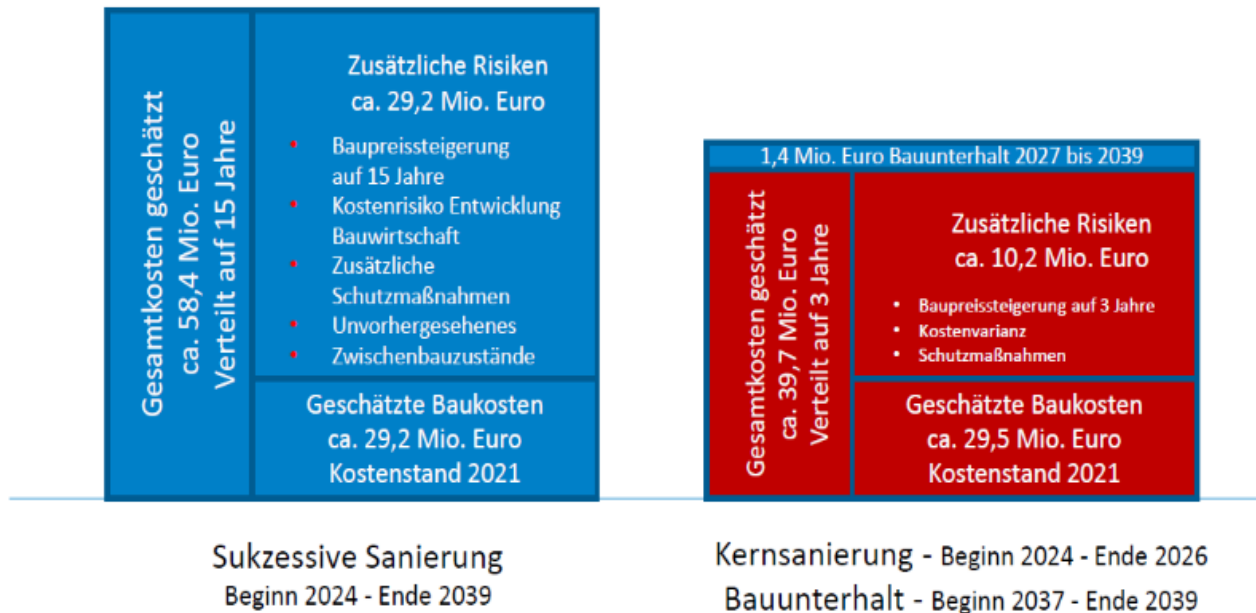 Gesamtkosten geschätzt
ca. 58,4 Mio. Euro
Verteilt auf 15 Jahre
Zusätzliche Risiken
ca. 29,2 Mio. Euro
• Baupreissteigerung
auf 15 Jahre
• Kostenrisiko Entwicklung
Bauwirtschaft
• Zusätzliche
Schutzmaßnahmen
• Unvorhergesehenes
• Zwischenbauzustände
Geschätzte Baukosten
ca. 29,2 Mio. Euro
Kostenstand 2021
Sukzessive Sanierung
Beginn 2024 - Ende 2039
1,4 Mio. Euro Bauunterhalt 2027 bis 2039
Gesamtkosten geschätzt
ca. 39,7 Mio. Euro
Verteilt auf 3 Jahre
Zusätzliche Risiken
ca. 10,2 Mio. Euro
• Baupreissteigerung auf 3 Jahre
• Kostenvarianz
• Schutzmaßnahmen
Geschätzte Baukosten
ca. 29,5 Mio. Euro
Kostenstand 2021
Kernsanierung - Beginn 2024 - Ende 2026
Bauunterhalt - Beginn 2037 - Ende 2039